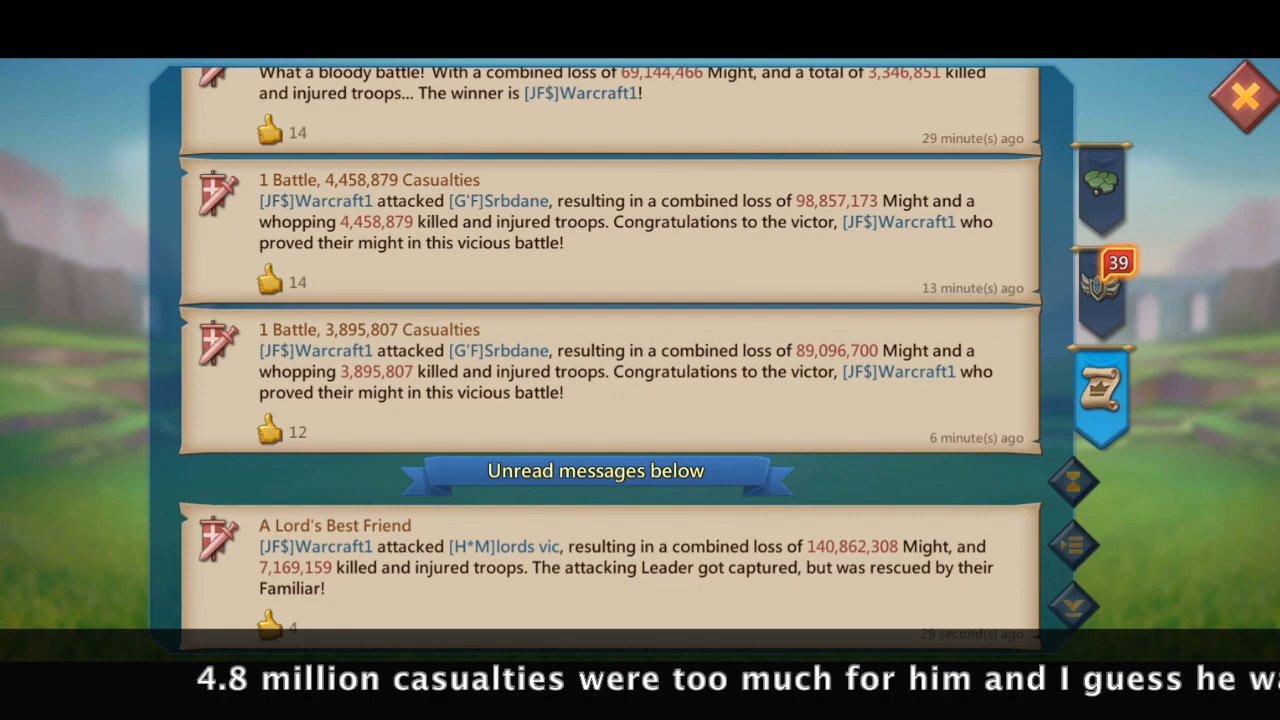 What a bloody battle! With a combined loss of 69,144,466 Might, and a total of 3,346,851 killed
and injured troops... The winner is [JF$]Warcraft1!
14
29 minute(s) ago
1 Battle, 4,458,879 Casualties
[JF$]Warcraft1 attacked [G'F]Srbdane, resulting in a combined loss of 98,857,173 Might and a
whopping 4,458,879 killed and injured troops. Congratulations to the victor, [JF$]Warcraft1 who
proved their might in this vicious battle!
14
13 minute(s) ago
39
1 Battle, 3,895,807 Casualties
[JF$]Warcraft1 attacked [G'F]Srbdane, resulting in a combined loss of 89,096,700 Might and a
whopping 3,895,807 killed and injured troops. Congratulations to the victor, [JF$]Warcraft1 who
proved their might in this vicious battle!
12
6 minute(s) ago
Unread messages below
A Lord's Best Friend
[JF$]Warcraft1 attacked [H*M]lords vic, resulting in a combined loss of 140,862,308 Might, and
7,169,159 killed and injured troops. The attacking Leader got captured, but was rescued by their
Familiar!
4
29 second(s) ago
4.8 million casualties were too much for him and I guess he wa